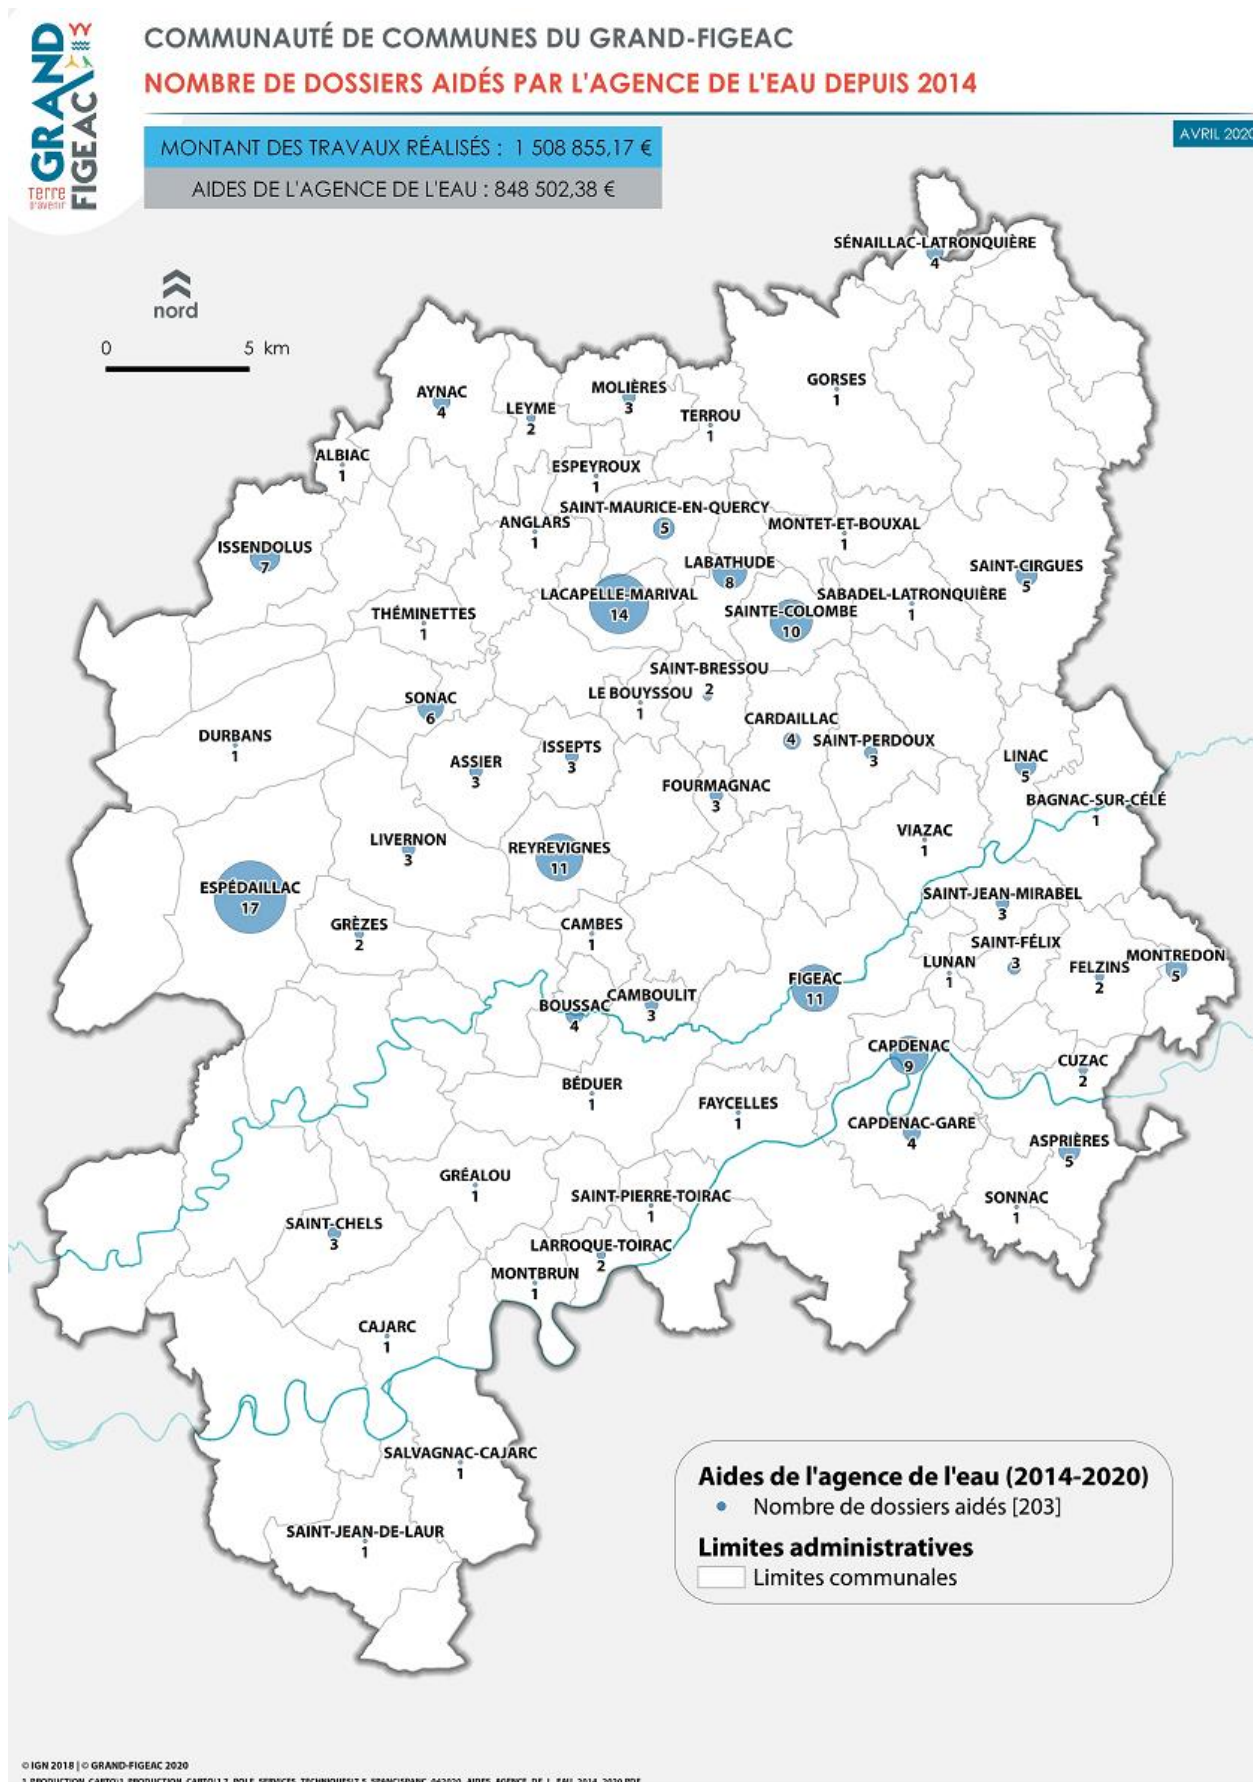 GRAND
FIGEAC
Terre
d'avenir
COMMUNAUTÉ DE COMMUNES DU GRAND-FIGEAC
NOMBRE DE DOSSIERS AIDÉS PAR L'AGENCE DE L'EAU DEPUIS 2014
AVRIL 2020
MONTANT DES TRAVAUX RÉALISÉS : 1 508 855,17 €
AIDES DE L'AGENCE DE L'EAU : 848 502,38 €
nord
0 5 km
SÉNAILLAC-LATRONQUIÈRE
4
GORSES
1
MOLIÈRES
3
AYNAC
4
LEYME
2
TERROU
1
ALBIAC
1
ESPEYROUX
1
SAINT-MAURICE-EN-QUERCY
5
ANGLARS
1
MONTET-ET-BOUXAL
1
ISSENDOLUS
7
LABATHUDE
8
SAINT-CIRGUES
5
LACAPELLE-MARIVAL
14
SABADEL-LATRONQUIÈRE
1
SAINTE-COLOMBE
10
THÉMINETTES
1
SAINT-BRESSOU
2
LE BOUYSSOU
1
SONAC
6
CARDAILLAC
4
SAINT-PERDOUX
3
DURBANS
1
ISSEPTS
3
ASSIER
3
LINAC
5
FOURMAGNAC
3
BAGNAC-SUR-CÉLÉ
1
VIAZAC
1
LIVERNON
3
REYREVIGNES
11
ESPÉDAILLAC
17
SAINT-JEAN-MIRABEL
3
GRÈZES
2
CAMBES
1
SAINT-FÉLIX
3
LUNAN
1
FELZINS
2
MONTREDON
5
FIGEAC
11
CAMBOULIT
3
BOUSSAC
4
CAPDENAC
9
CUZAC
2
BÉDUER
1
FAYCELLES
1
CAPDENAC-GARE
4
ASPRIÈRES
5
GRÉALOU
1
SAINT-PIERRE-TOIRAC
1
SONNAC
1
SAINT-CHELS
3
LARROQUE-TOIRAC
2
MONTBRUN
1
CAJARC
1
SALVAGNAC-CAJARC
1
SAINT-JEAN-DE-LAUR
1
Aides de l'agence de l'eau (2014-2020)
Nombre de dossiers aidés [203]
Limites administratives
Limites communales
© IGN 2018 | © GRAND-FIGEAC 2020